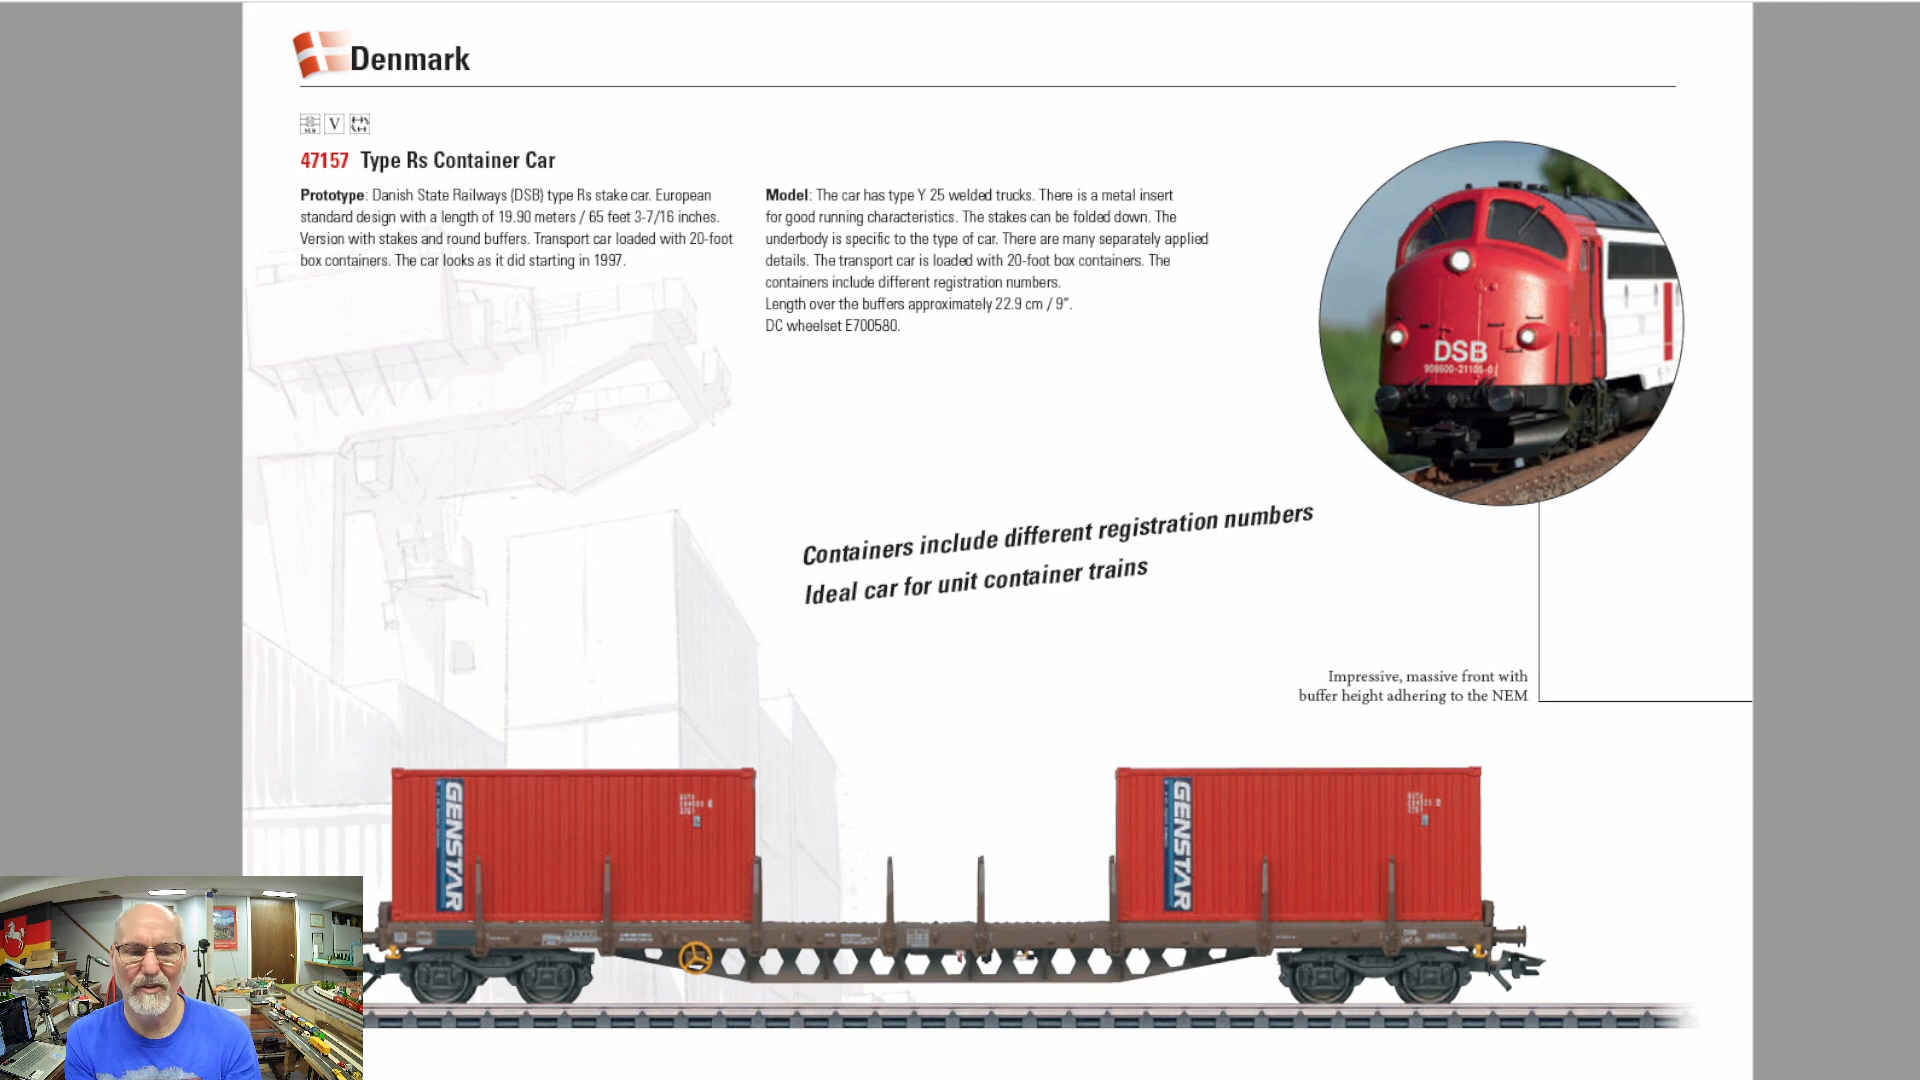 Denmark
NEM V
47157 Type Rs Container Car
Prototype: Danish State Railways (DSB) type Rs stake car. European
standard design with a length of 19.90 meters / 65 feet 3-7/16 inches.
Version with stakes and round buffers. Transport car loaded with 20-foot
box containers. The car looks as it did starting in 1997.
Model: The car has type Y 25 welded trucks. There is a metal insert
for good running characteristics. The stakes can be folded down. The
underbody is specific to the type of car. There are many separately applied
details. The transport car is loaded with 20-foot box containers. The
containers include different registration numbers.
Length over the buffers approximately 22.9 cm / 9”.
DC wheelset E700580.
DSB
Containers include different registration numbers
Ideal car for unit container trains
Impressive, massive front with
buffer height adhering to the NEM
GENSTAR
GENSTAR